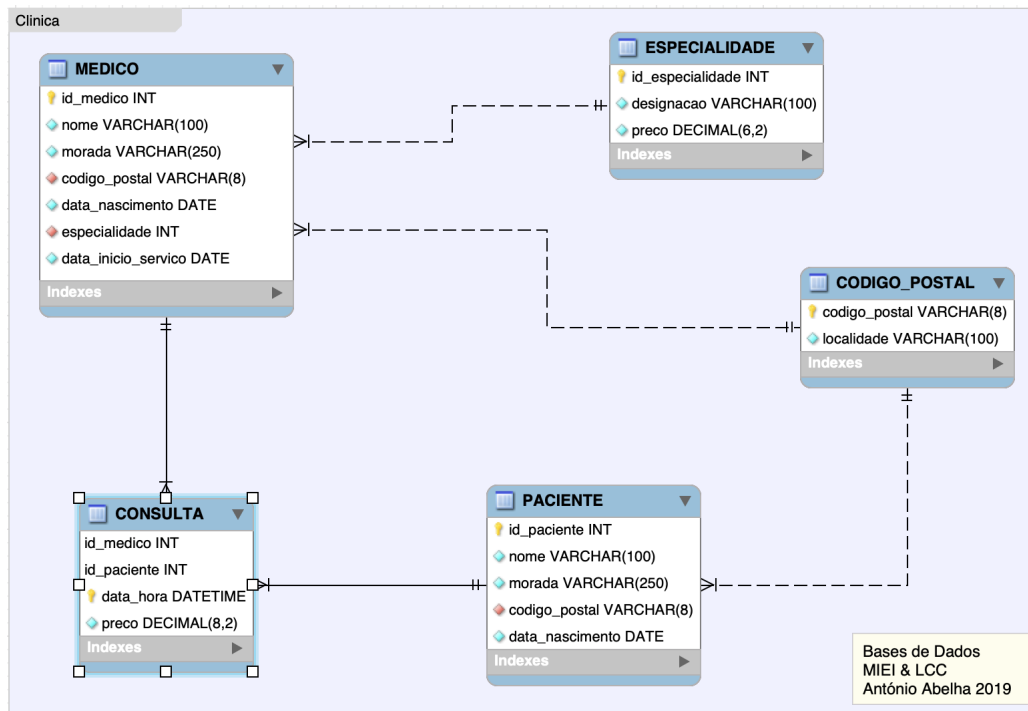 Clinica
MEDICO
id_medico INT
nome VARCHAR(100)
morada VARCHAR(250)
codigo_postal VARCHAR(8)
data_nascimento DATE
especialidade INT
data_inicio_servico DATE
Indexes
ESPECIALIDADE
id_especialidade INT
designacao VARCHAR(100)
preco DECIMAL(6,2)
Indexes
CODIGO_POSTAL
codigo_postal VARCHAR(8)
localidade VARCHAR(100)
Indexes
CONSULTA
id_medico INT
id_paciente INT
data_hora DATETIME
preco DECIMAL(8,2)
Indexes
PACIENTE
id_paciente INT
nome VARCHAR(100)
morada VARCHAR(250)
codigo_postal VARCHAR(8)
data_nascimento DATE
Indexes
Bases de Dados
MIEI & LCC
António Abelha 2019